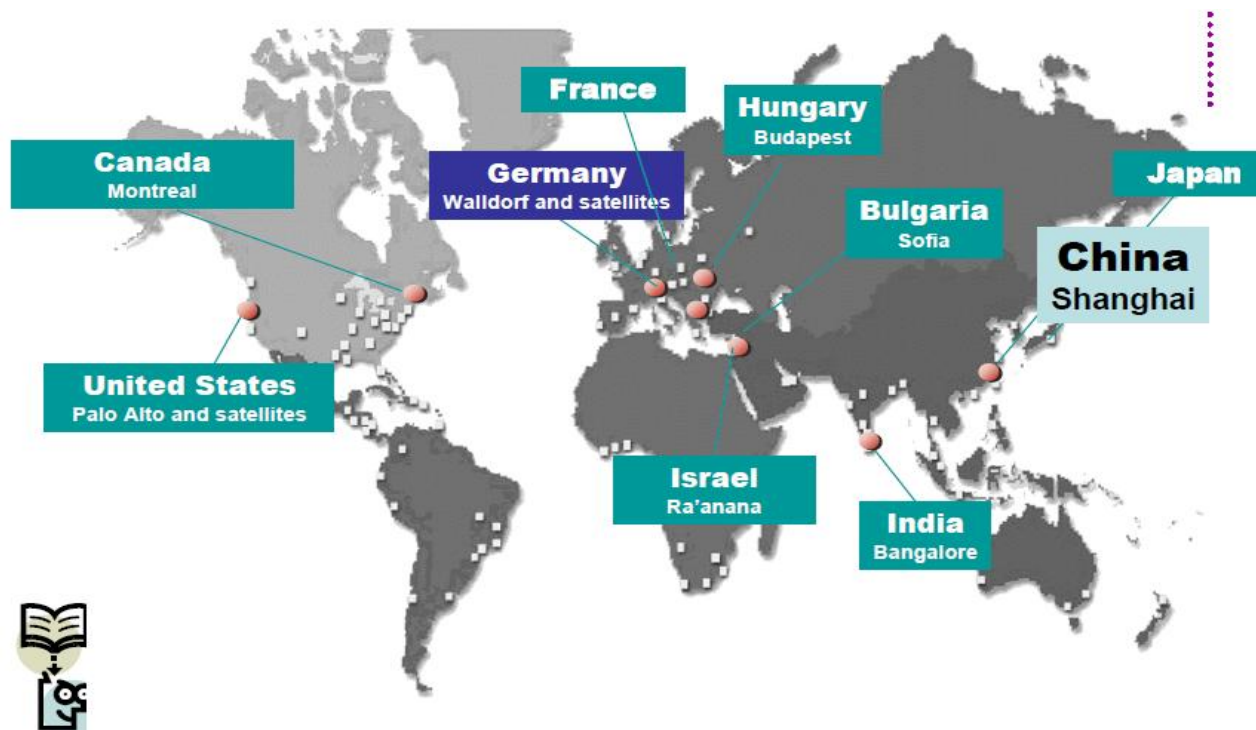 France
Hungary
Budapest
Canada
Montreal
Germany
Walldorf and satellites
Japan
Bulgaria
Sofia
China
Shanghai
United States
Palo Alto and satellites
Israel
Ra'anana
India
Bangalore